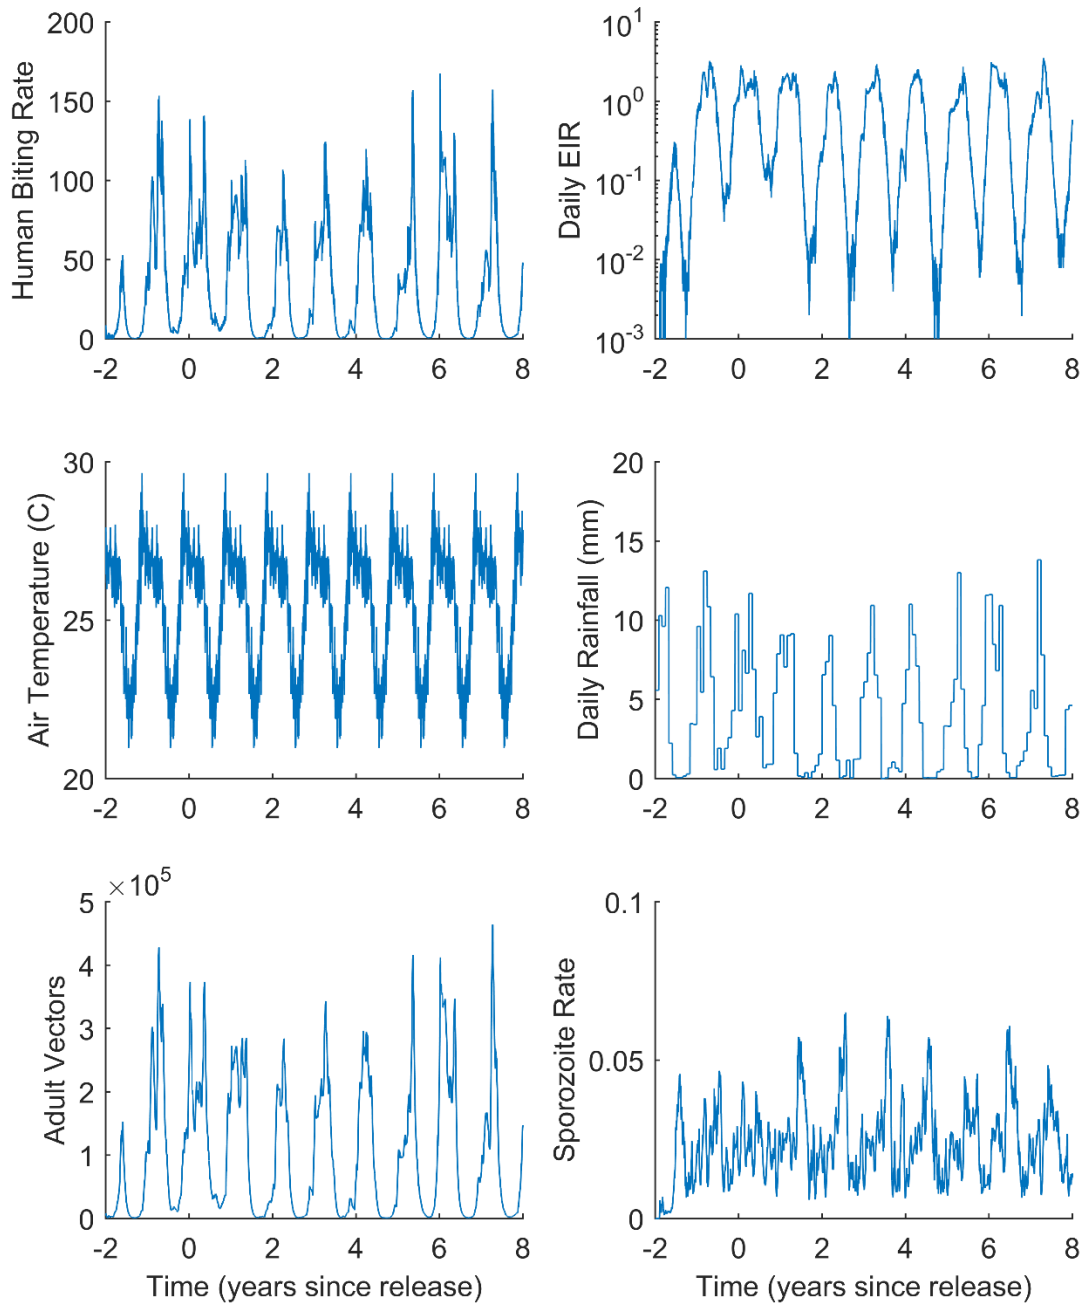 Human Biting Rate
200
150
100
50
0
-2 0 2 4 6 8
Daily EIR
10^1
10^0
10^-1
10^-2
10^-3
-2 0 2 4 6 8
Air Temperature (C)
30
25
20
-2 0 2 4 6 8
Daily Rainfall (mm)
20
15
10
5
0
-2 0 2 4 6 8
Adult Vectors
×10^5
5
4
3
2
1
0
-2 0 2 4 6 8
Time (years since release)
Sporozoite Rate
0.1
0.05
0
-2 0 2 4 6 8
Time (years since release)